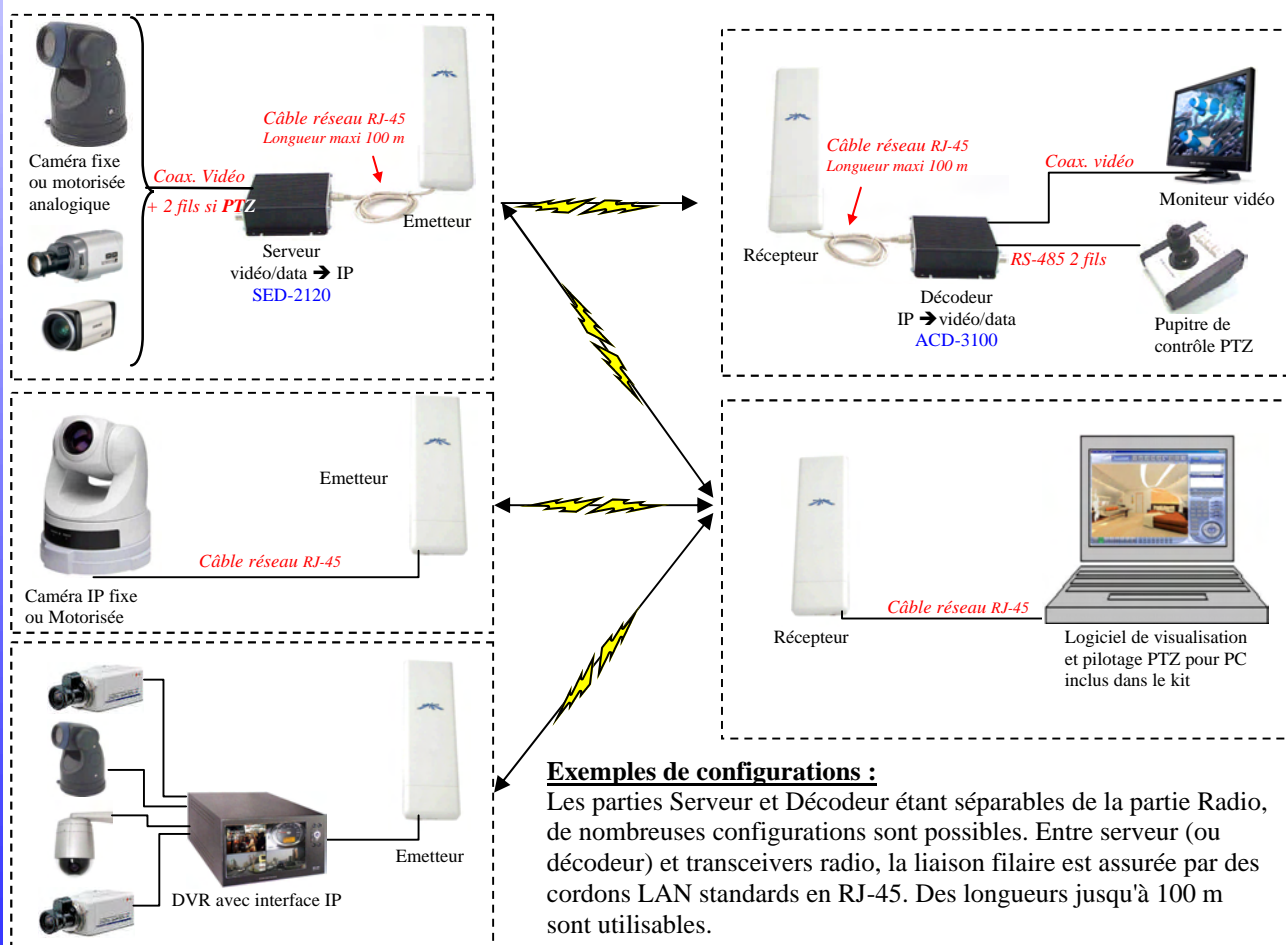 Caméra fixe
ou motorisée
analogique
Coax. Vidéo
+ 2 fils si PTZ
Câble réseau RJ-45
Longueur maxi 100 m
Emetteur
Serveur
vidéo/data ➔ IP
SED-2120
Câble réseau RJ-45
Longueur maxi 100 m
Récepteur
Coax. vidéo
Moniteur vidéo
RS-485 2 fils
Décodeur
IP ➔vidéo/data
ACD-3100
Pupitre de
contrôle PTZ
Emetteur
Câble réseau RJ-45
Caméra IP fixe
ou Motorisée
Récepteur
Câble réseau RJ-45
Logiciel de visualisation
et pilotage PTZ pour PC
inclus dans le kit
Emetteur
DVR avec interface IP
Exemples de configurations :
Les parties Serveur et Décodeur étant séparables de la partie Radio,
de nombreuses configurations sont possibles. Entre serveur (ou
décodeur) et transceivers radio, la liaison filaire est assurée par des
cordons LAN standards en RJ-45. Des longueurs jusqu'à 100 m
sont utilisables.